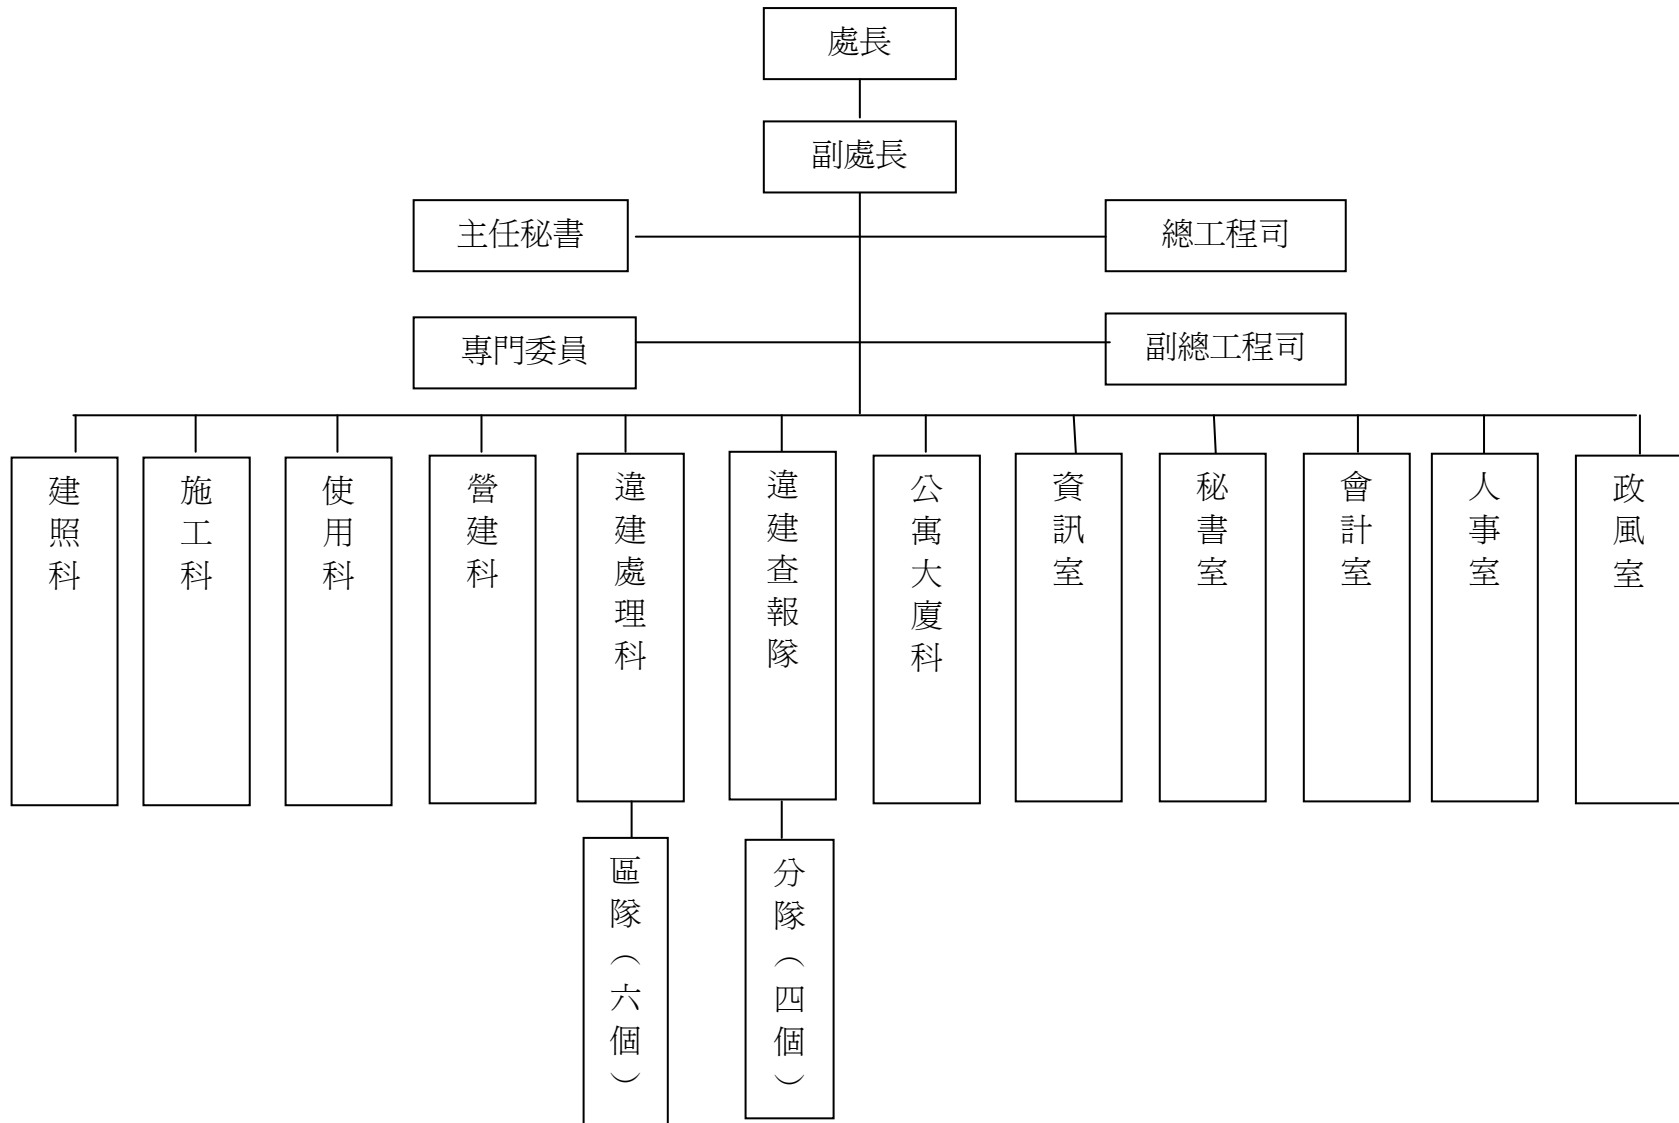 處長
副處長
主任秘書
總工程司
專門委員
副總工程司
建照科
施工科
使用科
營建科
違建處理科
違建查報隊
公寓大廈科
資訊室
秘書室
會計室
人事室
政風室
區隊（六個）
分隊（四個）